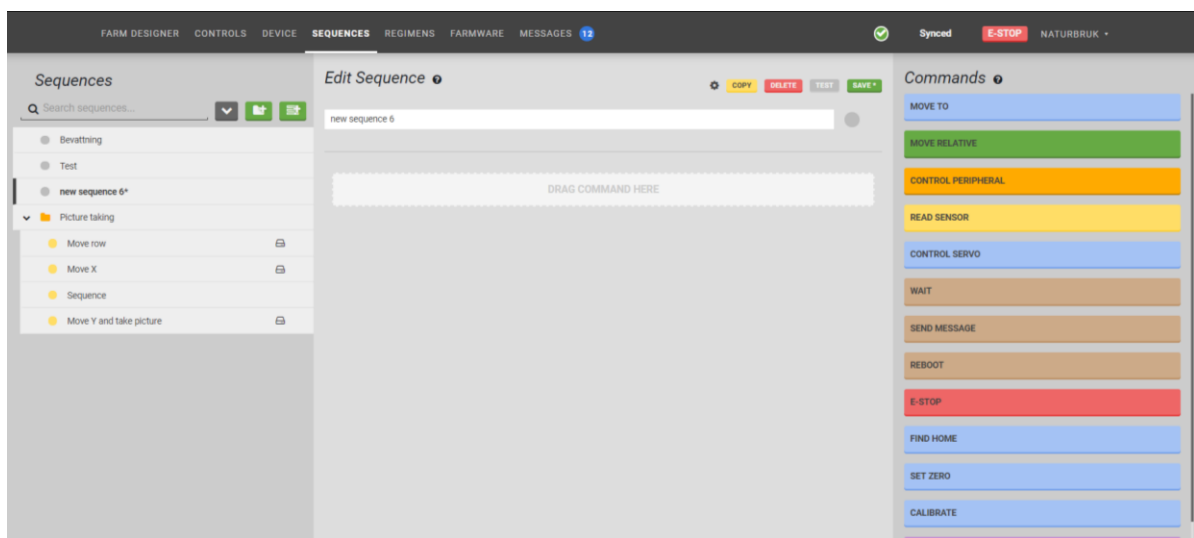 FARM DESIGNER CONTROLS DEVICE SEQUENCES REGIMENS FARMWARE MESSAGES 12 Synced E-STOP NATURBRUK
Sequences
Search sequences...
Bevattning
Test
new sequence 6*
Picture taking
Move row
Move X
Sequence
Move Y and take picture
Edit Sequence
COPY DELETE TEST SAVE *
new sequence 6
DRAG COMMAND HERE
Commands
MOVE TO
MOVE RELATIVE
CONTROL PERIPHERAL
READ SENSOR
CONTROL SERVO
WAIT
SEND MESSAGE
REBOOT
E-STOP
FIND HOME
SET ZERO
CALIBRATE